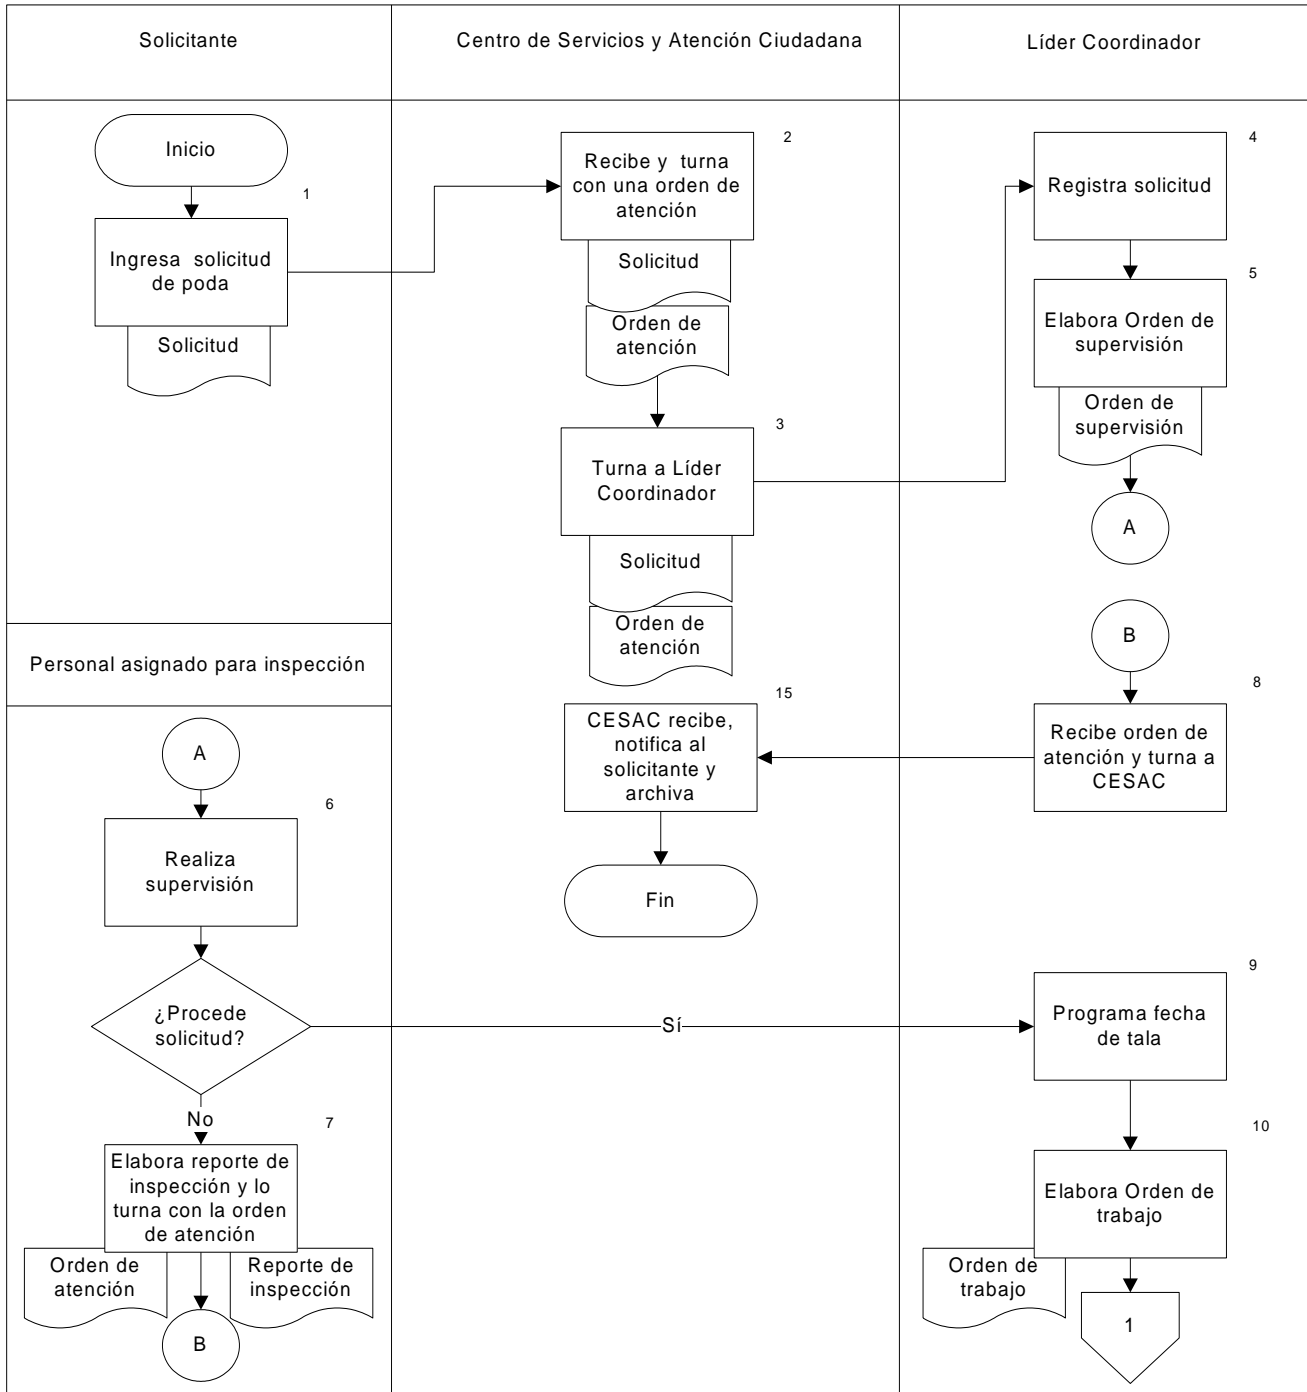 Solicitante
Centro de Servicios y Atención Ciudadana
Líder Coordinador
Inicio
1
Ingresa solicitud
de poda
Solicitud
2
Recibe y turna
con una orden de
atención
Solicitud
Orden de
atención
3
Turna a Líder
Coordinador
Solicitud
Orden de
atención
4
Registra solicitud
5
Elabora Orden de
supervisión
Orden de
supervisión
A
B
8
Recibe orden de
atención y turna a
CESAC
15
CESAC recibe,
notifica al
solicitante y
archiva
Fin
Personal asignado para inspección
A
6
Realiza
supervisión
¿Procede
solicitud?
Sí
No
7
Elabora reporte de
inspección y lo
turna con la orden
de atención
Orden de
atención
Reporte de
inspección
B
9
Programa fecha
de tala
10
Elabora Orden de
trabajo
Orden de
trabajo
1